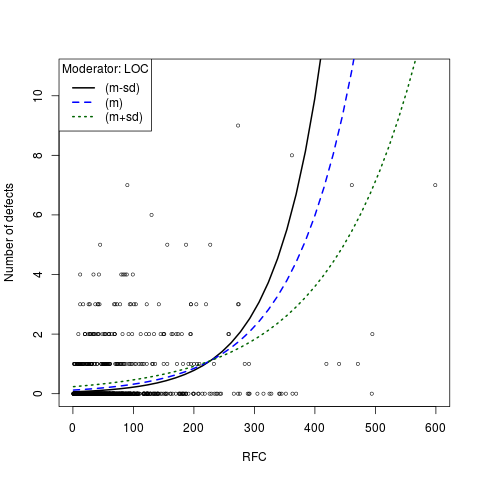 Moderator: LOC
(m-sd)
(m)
(m+sd)
Number of defects
10
8
6
4
2
0
0 100 200 300 400 500 600
RFC